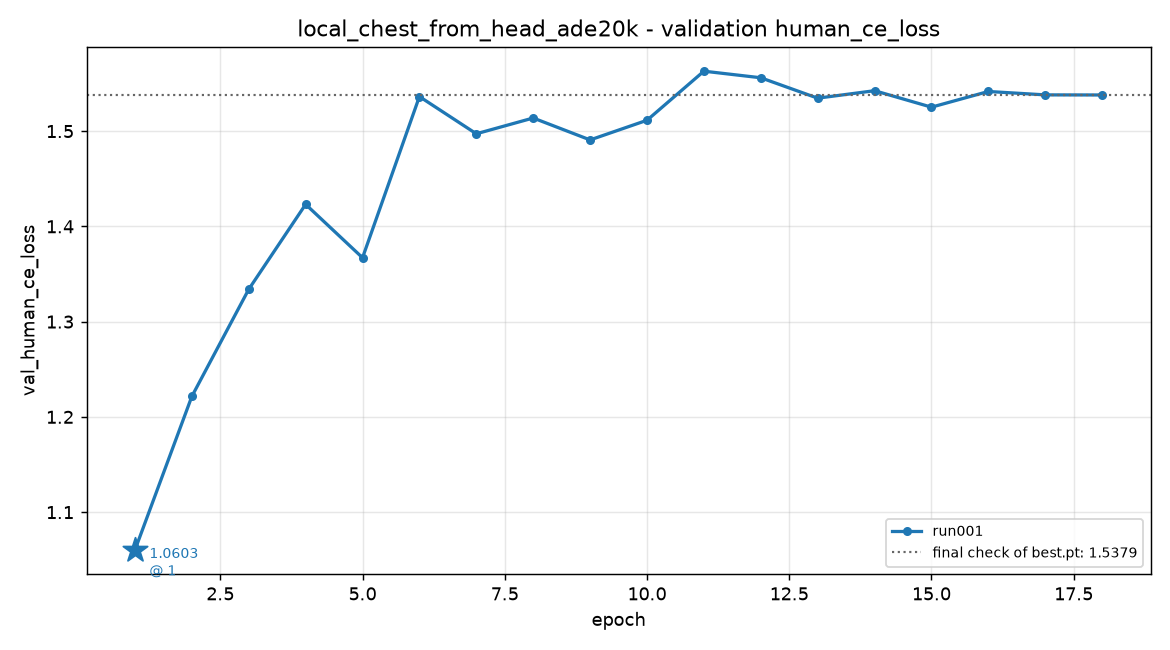 local_chest_from_head_ade20k - validation human_ce_loss
val_human_ce_loss
1.5
1.4
1.3
1.2
1.1
1.0603
@ 1
run001
final check of best.pt: 1.5379
2.5
5.0
7.5
10.0
12.5
15.0
17.5
epoch